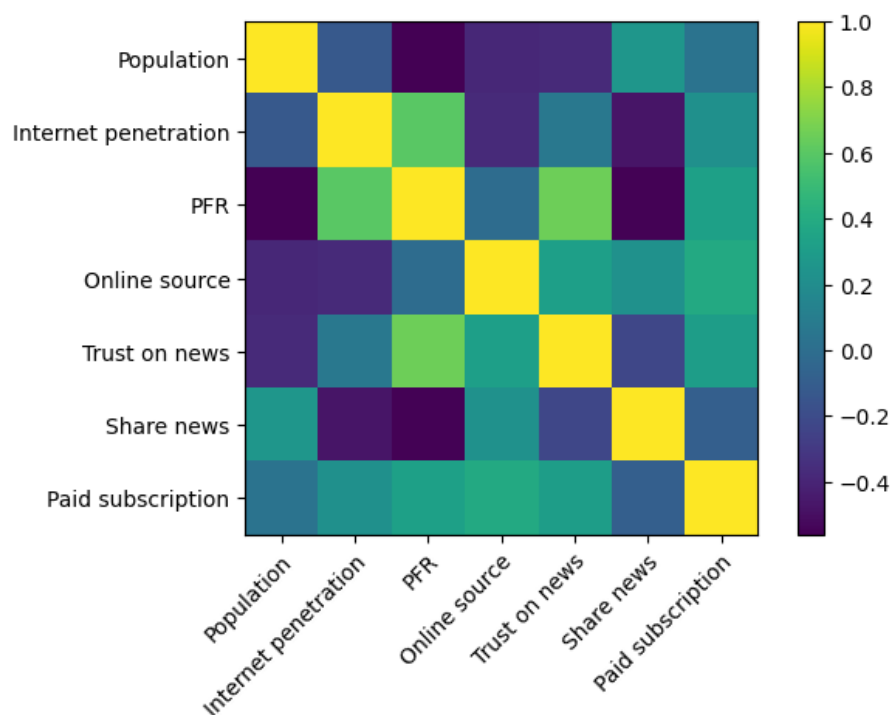 Population
Internet penetration
PFR
Online source
Trust on news
Share news
Paid subscription
Population
Internet penetration
PFR
Online source
Trust on news
Share news
Paid subscription
1.0
0.8
0.6
0.4
0.2
0.0
−0.2
−0.4